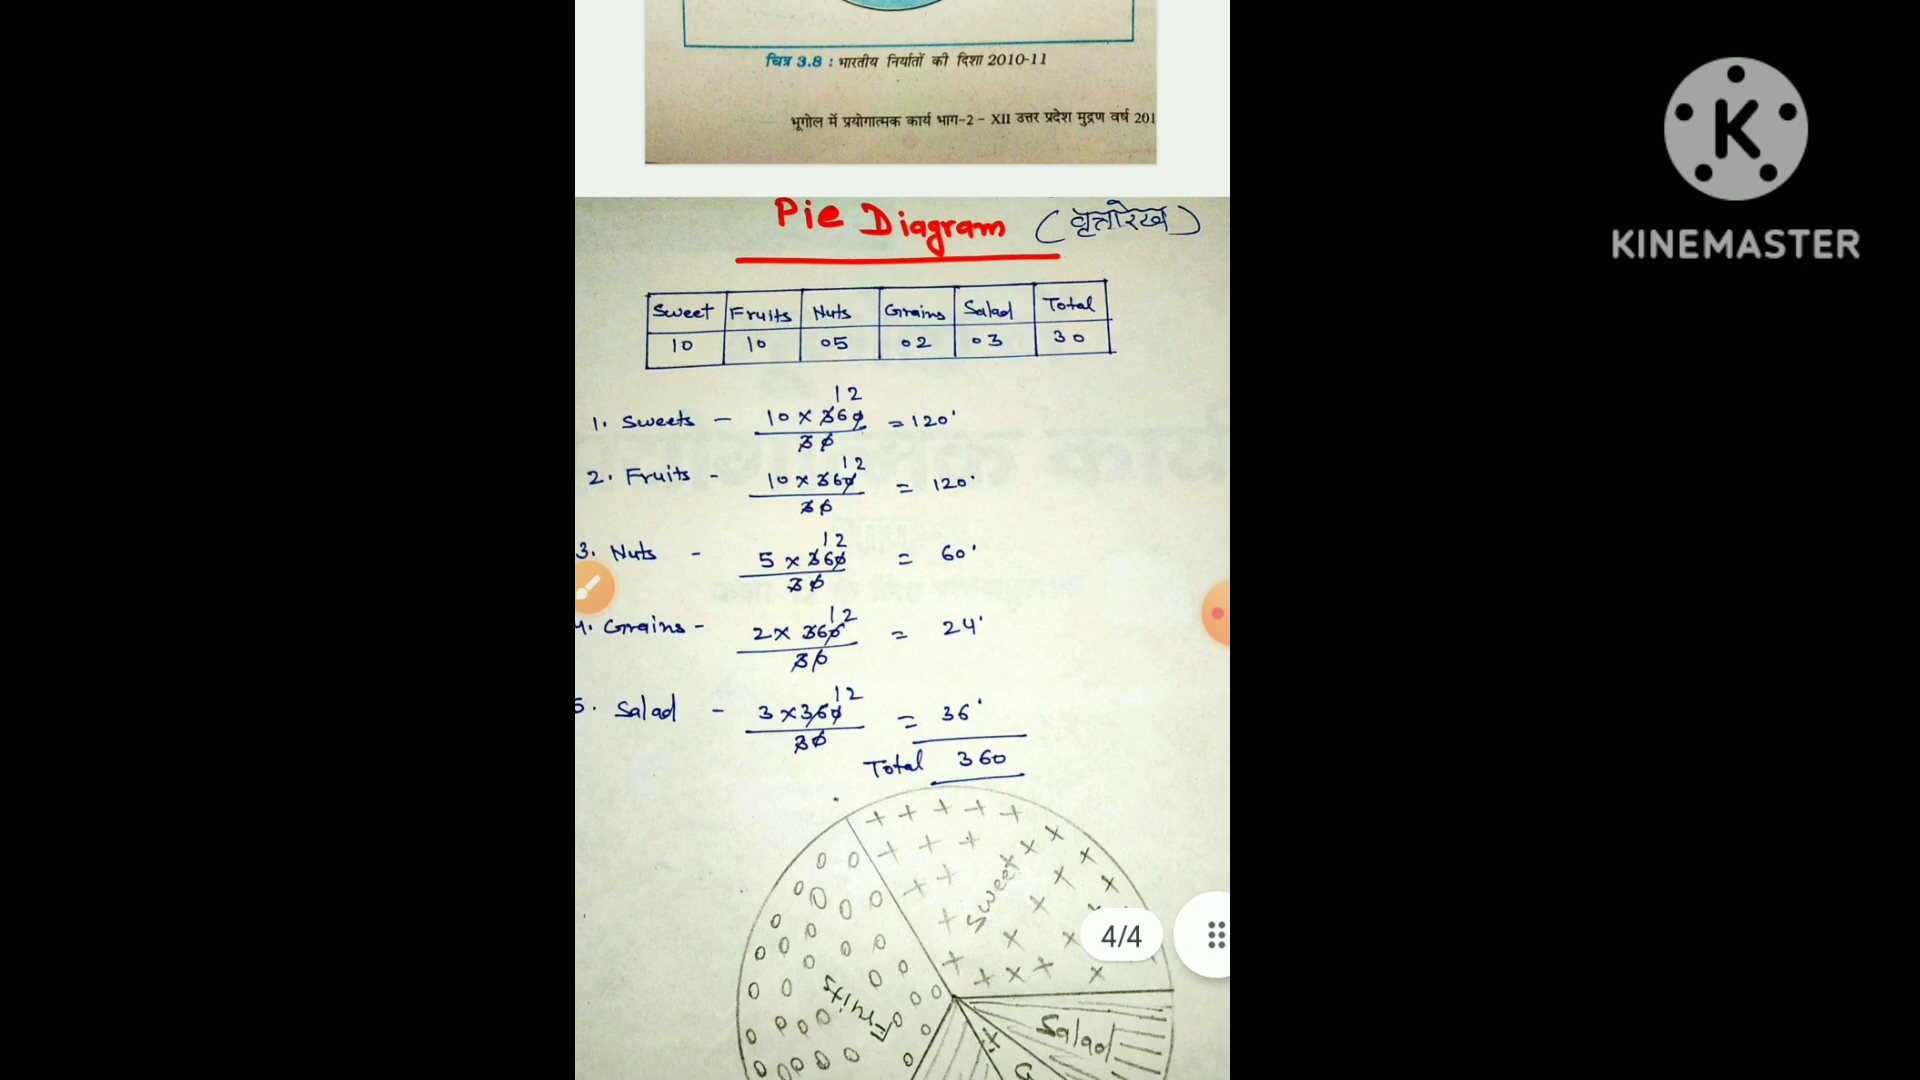 चित्र 3.8 : भारतीय निर्यातों की दिशा 2010-11
भूगोल में प्रयोगात्मक कार्य भाग-2 - XII उत्तर प्रदेश मुद्रण वर्ष 201
KINEMASTER
Pie Diagram (वृत्तारेख)
Sweet Fruits Nuts Grains Salad Total
10 10 05 02 03 30
12
1. Sweets - 10 x 360 = 120°
30
12
2. Fruits - 10 x 360 = 120°
30
12
3. Nuts - 5 x 360 = 60°
30
12
4. Grains - 2 x 360 = 24°
30
12
5. Salad - 3 x 360 = 36°
30
Total 360
Sweet
4/4
Fruits
Salad
G